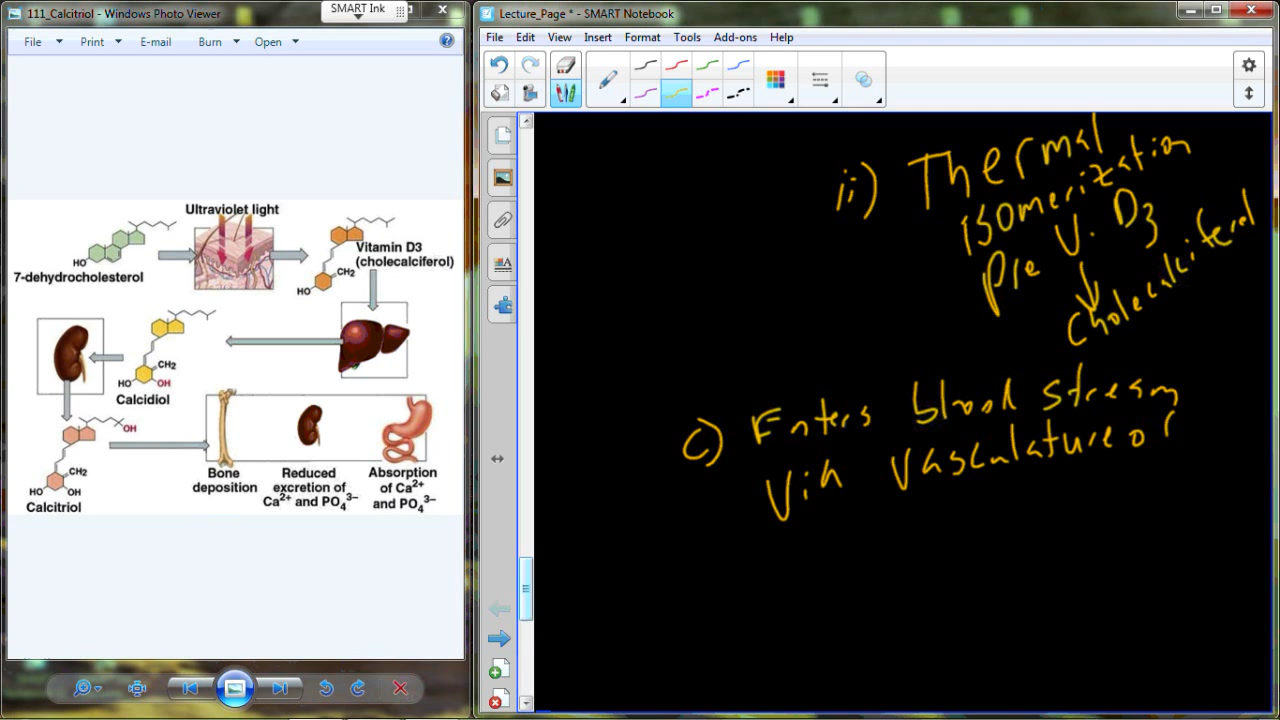 111_Calcitriol - Windows Photo Viewer
SMART Ink
File Print E-mail Burn Open
Ultraviolet light
HO
7-dehydrocholesterol
CH2
HO
Vitamin D3
(cholecalciferol)
CH2
HO OH
Calcidiol
OH
CH2
HO OH
Calcitriol
Bone
deposition
Reduced
excretion of
Ca2+ and PO43–
Absorption
of Ca2+
and PO43–
Lecture_Page * - SMART Notebook
File Edit View Insert Format Tools Add-ons Help
ii) Thermal
isomerization
Pre V. D3
↓
Cholecalciferol
c) Enters blood stream
via vasculature of